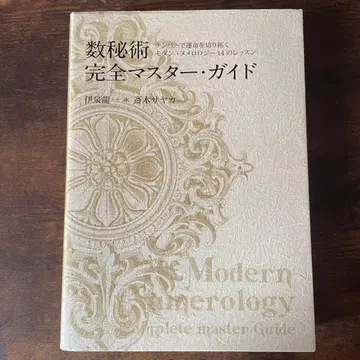 数秘術
ナンバーで運命を切り拓く
モダン・ヌメロロジー14のレッスン
完全マスター・ガイド
伊泉龍一 斎木サヤカ
Modern
Numerology
Complete master Guide